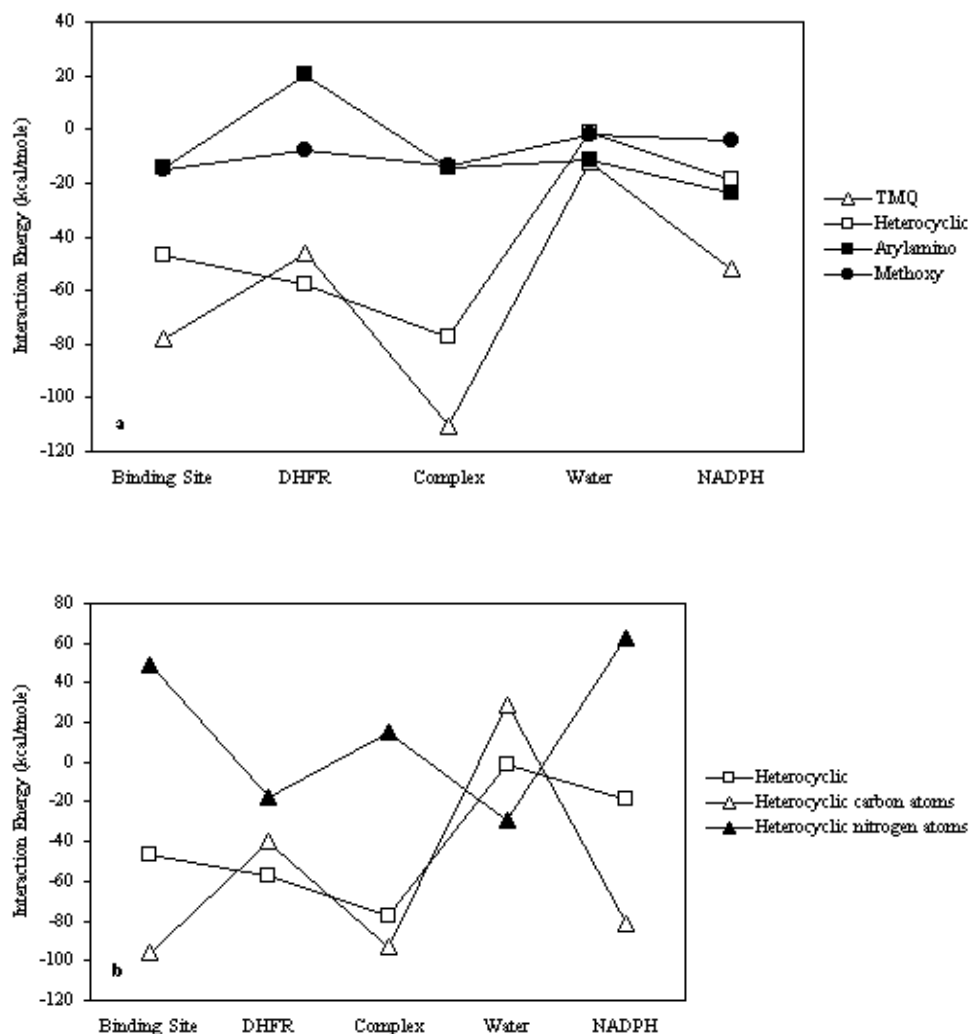 40
20
0
-20
-40
-60
-80
-100
-120
Interaction Energy (kcal/mole)
a
Binding Site DHFR Complex Water NADPH
TMQ
Heterocyclic
Arylamino
Methoxy
80
60
40
20
0
-20
-40
-60
-80
-100
-120
Interaction Energy (kcal/mole)
b
Binding Site DHFR Complex Water NADPH
Heterocyclic
Heterocyclic carbon atoms
Heterocyclic nitrogen atoms